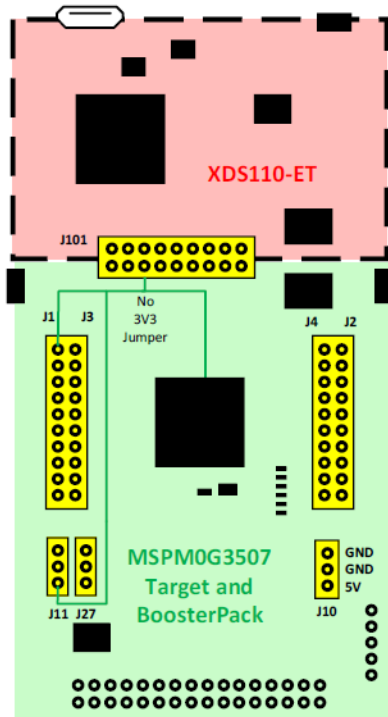 XDS110-ET
J101
No
3V3
Jumper
J1
J3
J4
J2
MSPM0G3507
Target and
BoosterPack
GND
GND
5V
J11
J27
J10